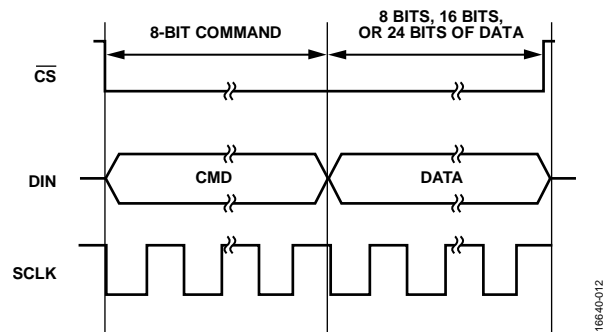 8-BIT COMMAND
8 BITS, 16 BITS,
OR 24 BITS OF DATA
CS
DIN
CMD
DATA
SCLK
16640-012